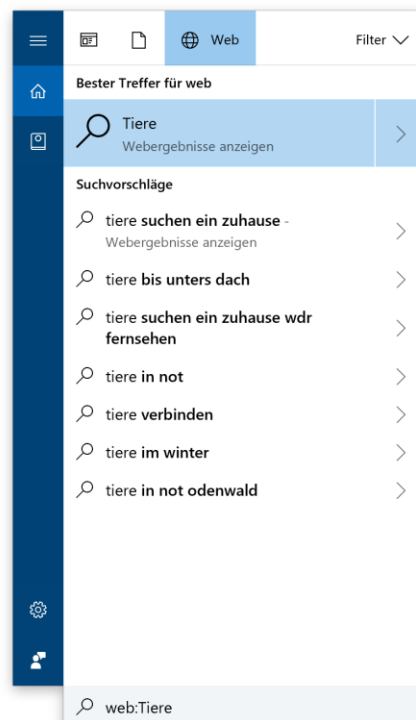 Web
Filter
Bester Treffer für web
Tiere
Webergebnisse anzeigen
Suchvorschläge
tiere suchen ein zuhause -
Webergebnisse anzeigen
tiere bis unters dach
tiere suchen ein zuhause wdr
fernsehen
tiere in not
tiere verbinden
tiere im winter
tiere in not odenwald
web:Tiere